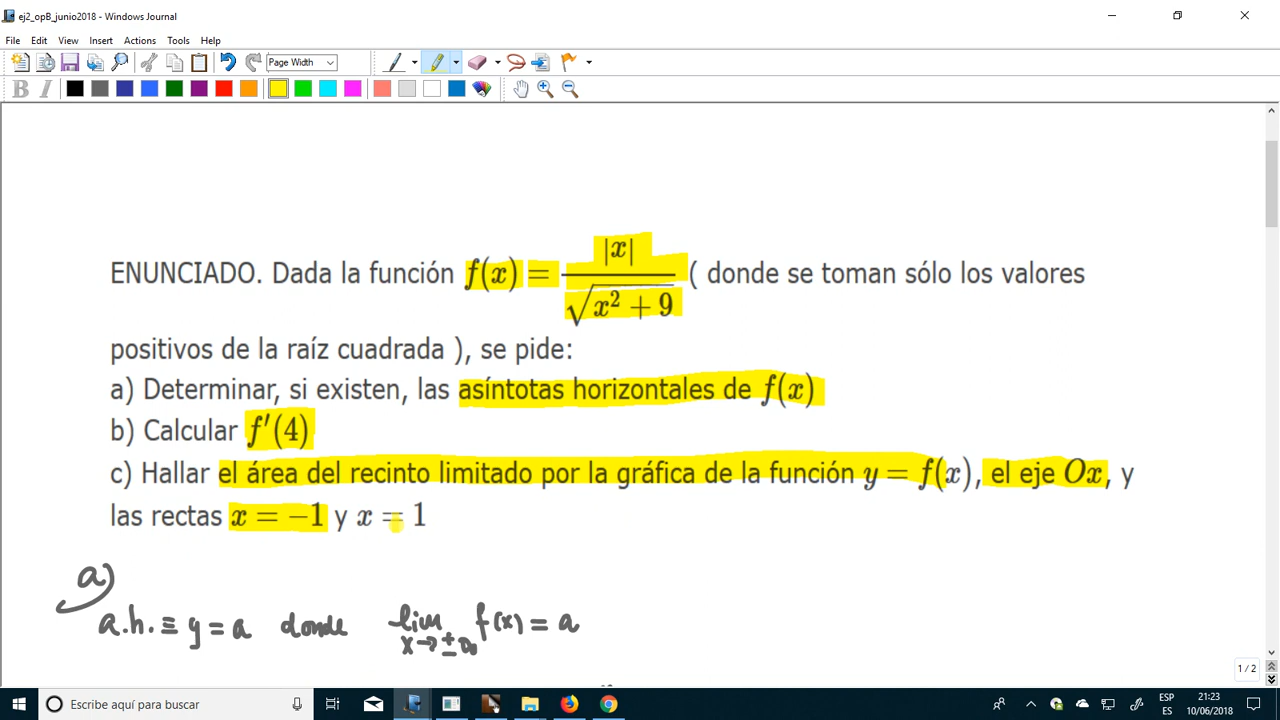 ej2_opB_junio2018 - Windows Journal
File Edit View Insert Actions Tools Help
Page Width
B I
ENUNCIADO. Dada la función f(x) = |x| / √(x² + 9) ( donde se toman sólo los valores
positivos de la raíz cuadrada ), se pide:
a) Determinar, si existen, las asíntotas horizontales de f(x)
b) Calcular f′(4)
c) Hallar el área del recinto limitado por la gráfica de la función y = f(x), el eje Ox, y
las rectas x = −1 y x = 1
a)
a.h. ≡ y = a donde lim x→±∞ f(x) = a
1 / 2
Escribe aquí para buscar
ESP
ES
21:23
10/06/2018